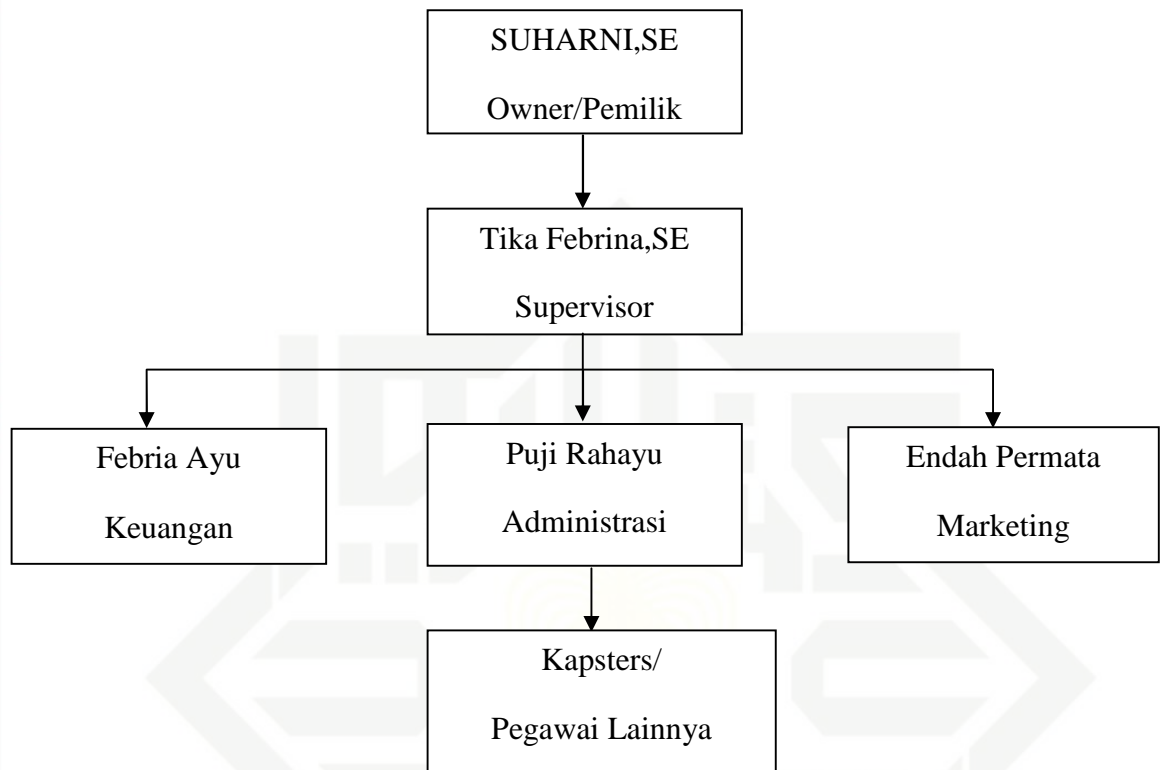 SUHARNI,SE
Owner/Pemilik
Tika Febrina,SE
Supervisor
Febria Ayu
Keuangan
Puji Rahayu
Administrasi
Endah Permata
Marketing
Kapsters/
Pegawai Lainnya